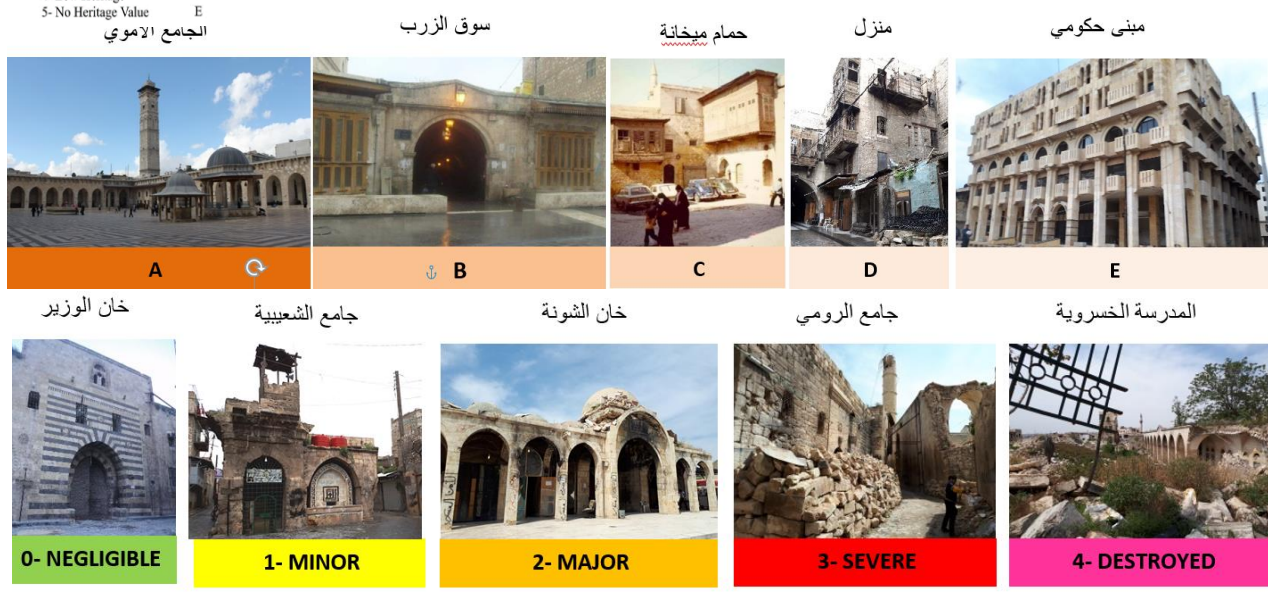 5- No Heritage Value E
الجامع الاموي
سوق الزرب
حمام ميخانة
منزل
مبنى حكومي
A
B
C
D
E
خان الوزير
جامع الشعيبية
خان الشونة
جامع الرومي
المدرسة الخسروية
0- NEGLIGIBLE
1- MINOR
2- MAJOR
3- SEVERE
4- DESTROYED